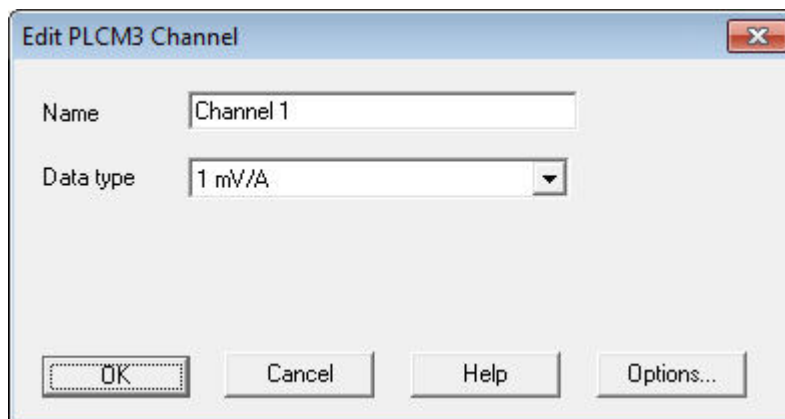 Edit PLCM3 Channel
Name
Channel 1
Data type
1 mV/A
OK
Cancel
Help
Options...